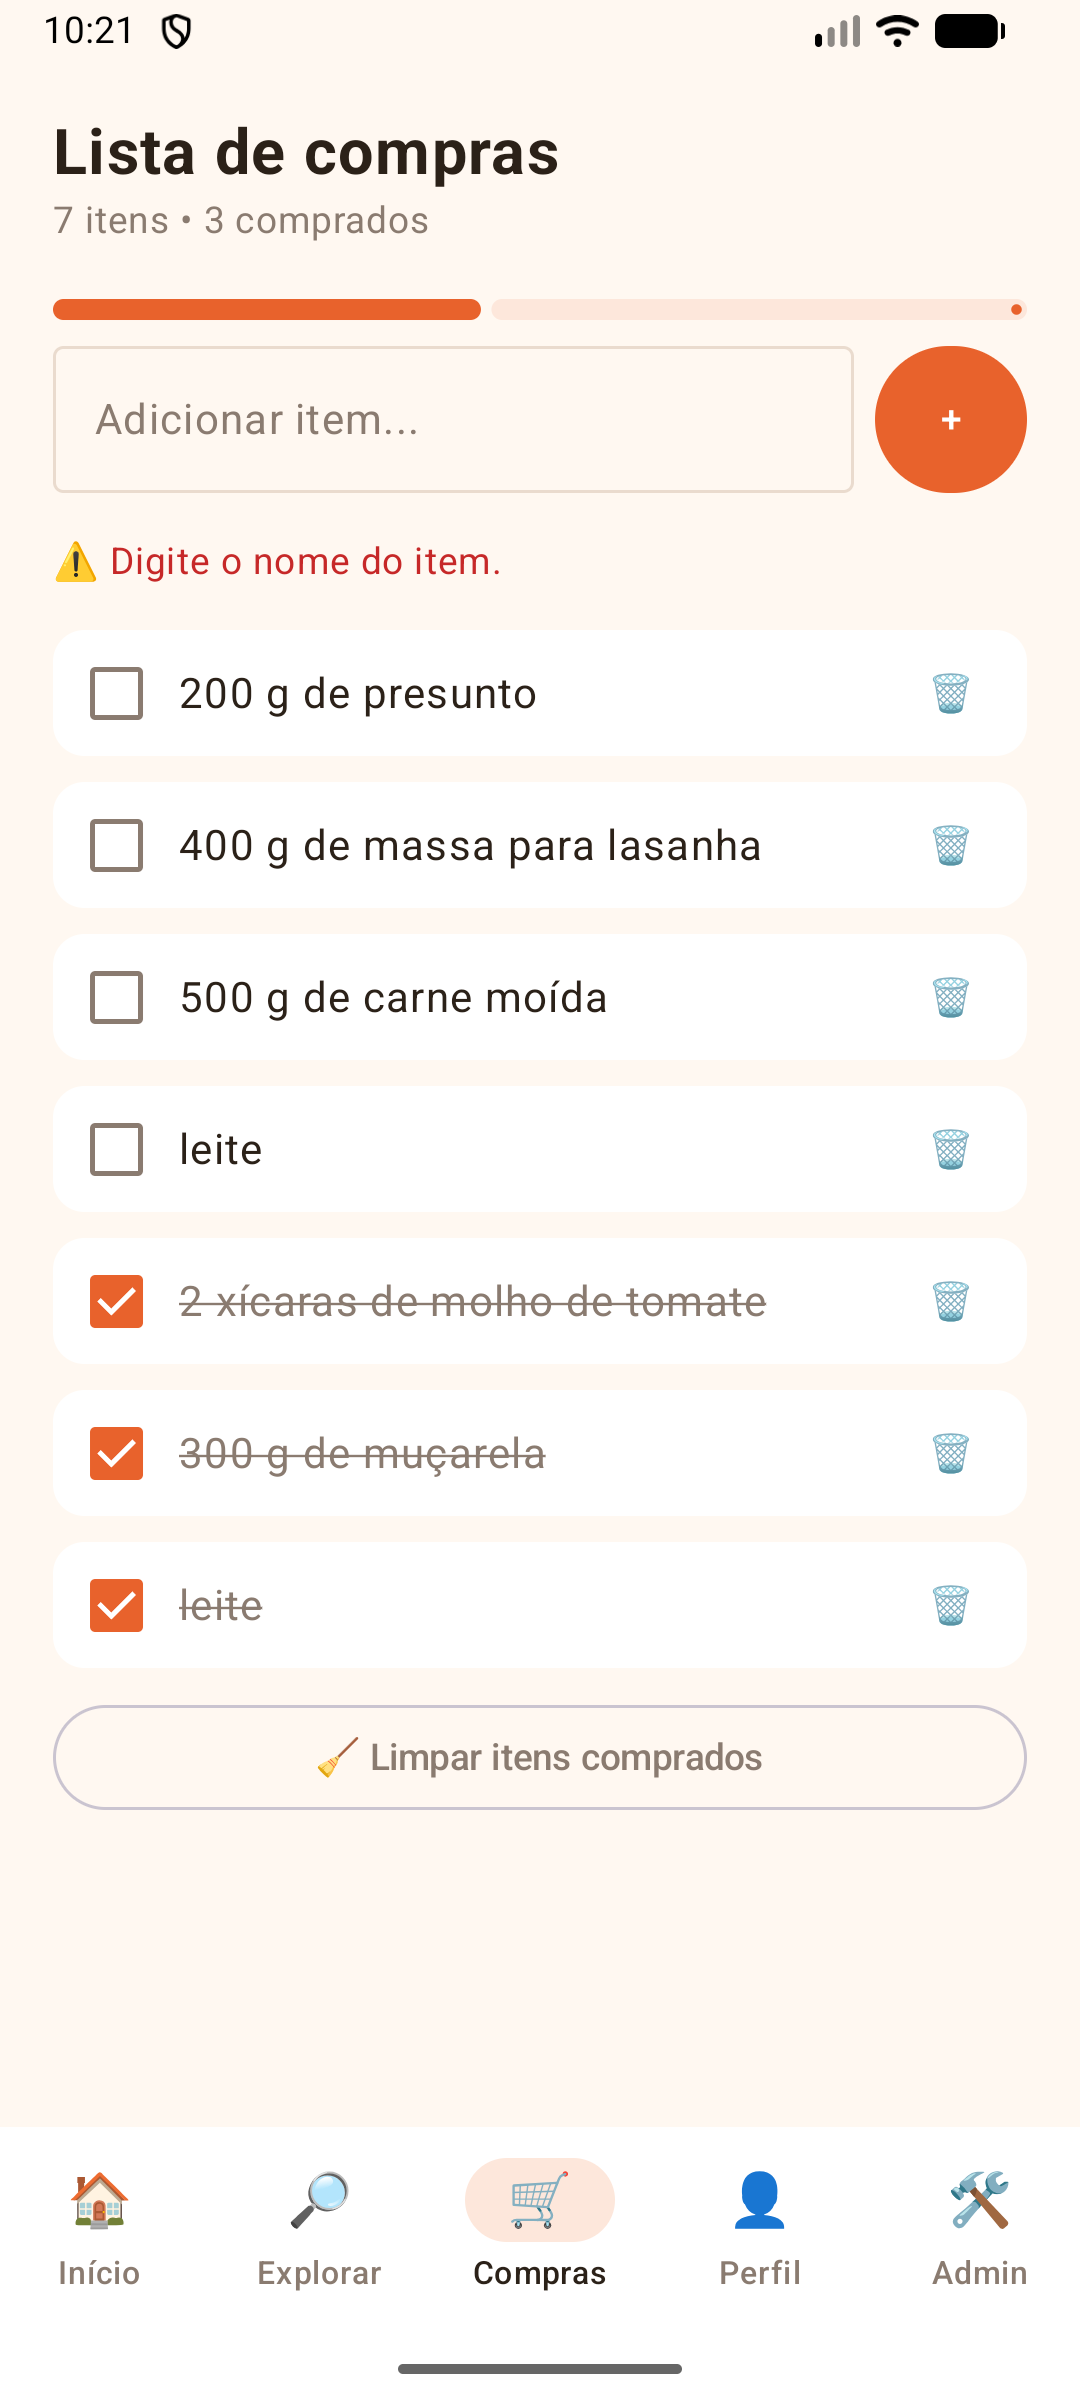 10:21
Lista de compras
7 itens • 3 comprados
Adicionar item...
+
⚠️ Digite o nome do item.
200 g de presunto
400 g de massa para lasanha
500 g de carne moída
leite
2 xícaras de molho de tomate
300 g de muçarela
leite
🧹 Limpar itens comprados
Início
Explorar
Compras
Perfil
Admin